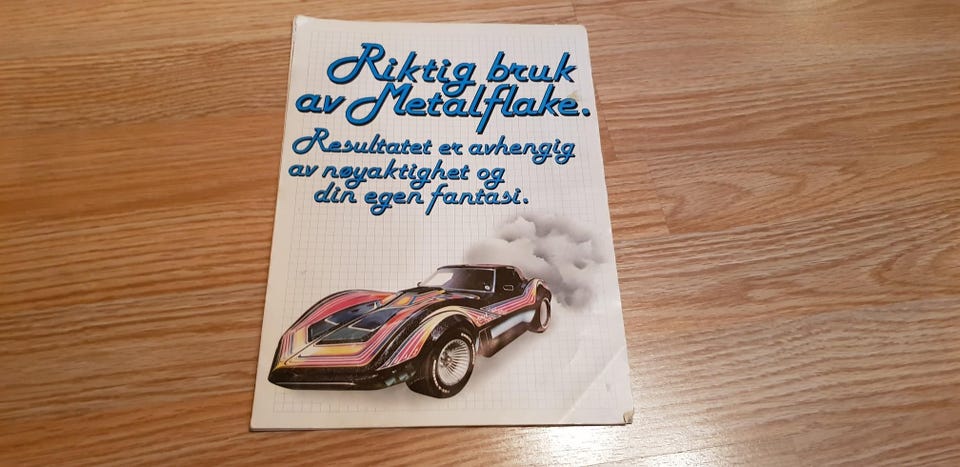 Riktig bruk
av Metalflake.
Resultatet er avhengig
av nøyaktighet og
din egen fantasi.